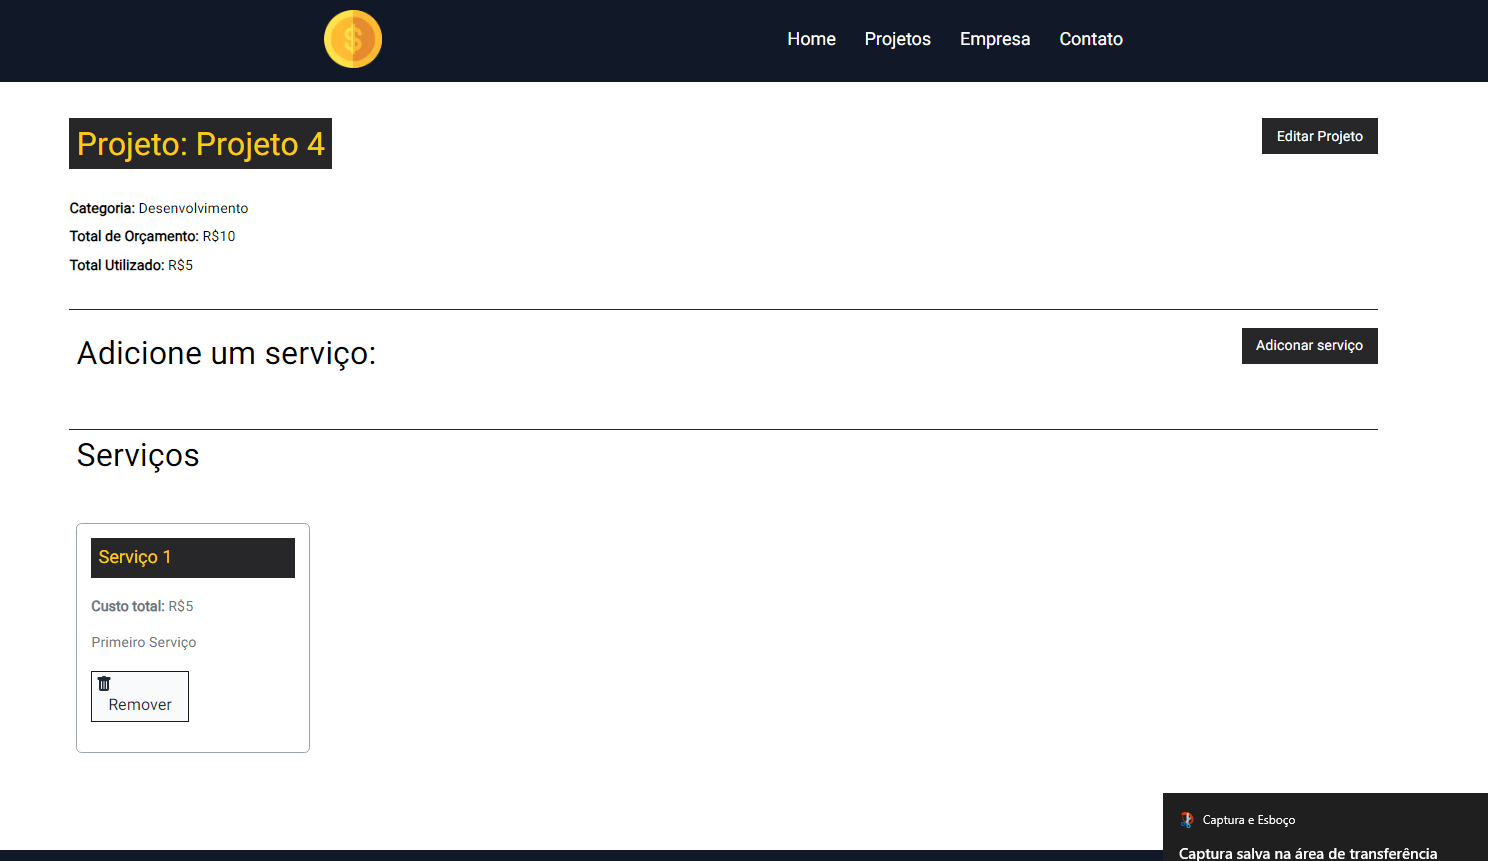 $
Home Projetos Empresa Contato
Projeto: Projeto 4
Editar Projeto
Categoria: Desenvolvimento
Total de Orçamento: R$10
Total Utilizado: R$5
Adicione um serviço:
Adiconar serviço
Serviços
Serviço 1
Custo total: R$5
Primeiro Serviço
Remover
Captura e Esboço
Captura salva na área de transferência